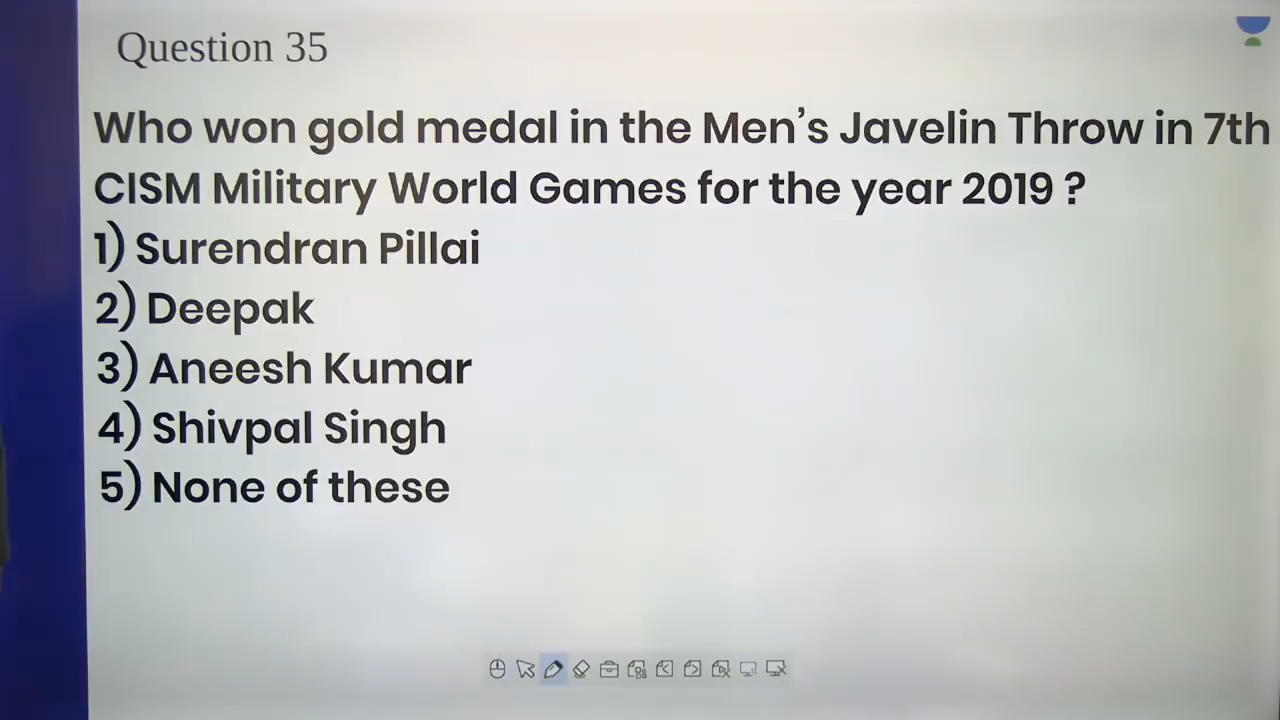 Question 35
Who won gold medal in the Men's Javelin Throw in 7th
CISM Military World Games for the year 2019 ?
1) Surendran Pillai
2) Deepak
3) Aneesh Kumar
4) Shivpal Singh
5) None of these